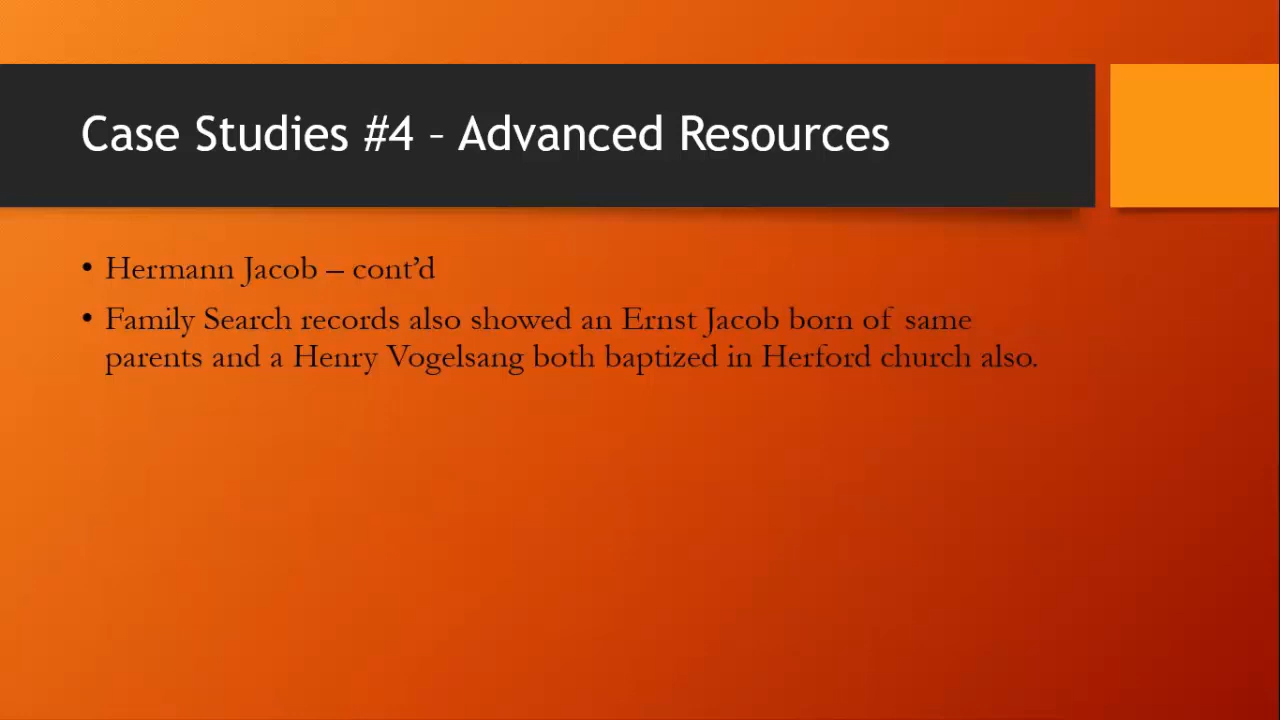 Case Studies #4 – Advanced Resources
• Hermann Jacob – cont’d
• Family Search records also showed an Ernst Jacob born of same
parents and a Henry Vogelsang both baptized in Herford church also.